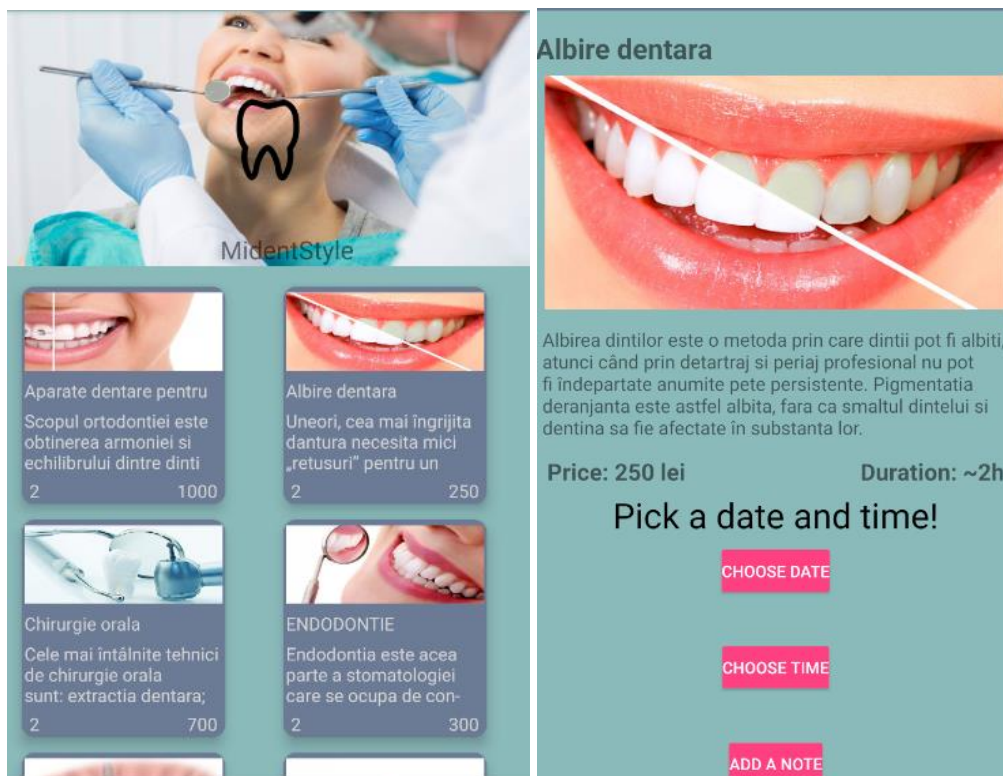 MidentStyle
Aparate dentare pentru
Scopul ortodontiei este
obtinerea armoniei si
echilibrului dintre dinti
2 1000
Albire dentara
Uneori, cea mai îngrijita
dantura necesita mici
„retusuri” pentru un
2 250
Chirurgie orala
Cele mai întâlnite tehnici
de chirurgie orala
sunt: extractia dentara;
2 700
ENDODONTIE
Endodontia este acea
parte a stomatologiei
care se ocupa de con-
2 300
Albire dentara
Albirea dintilor este o metoda prin care dintii pot fi albiti,
atunci când prin detartraj si periaj profesional nu pot
fi îndepartate anumite pete persistente. Pigmentatia
deranjanta este astfel albita, fara ca smaltul dintelui si
dentina sa fie afectate în substanta lor.
Price: 250 lei Duration: ~2h
Pick a date and time!
CHOOSE DATE
CHOOSE TIME
ADD A NOTE